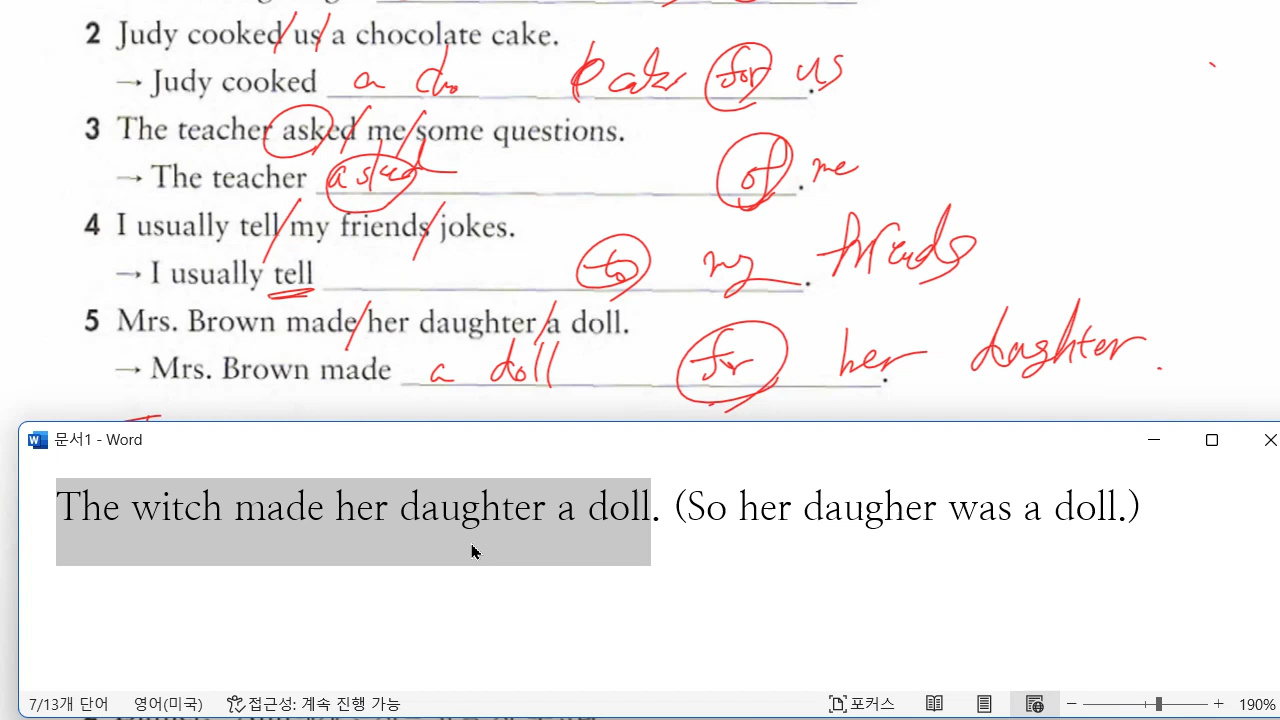 2 Judy cooked us a chocolate cake.
→ Judy cooked a cho cake for us.
3 The teacher asked me some questions.
→ The teacher asked of me.
4 I usually tell my friends jokes.
→ I usually tell to my friends.
5 Mrs. Brown made her daughter a doll.
→ Mrs. Brown made a doll for her daughter.
문서1 - Word
The witch made her daughter a doll. (So her daugher was a doll.)
7/13개 단어 영어(미국) 접근성: 계속 진행 가능 포커스 190%